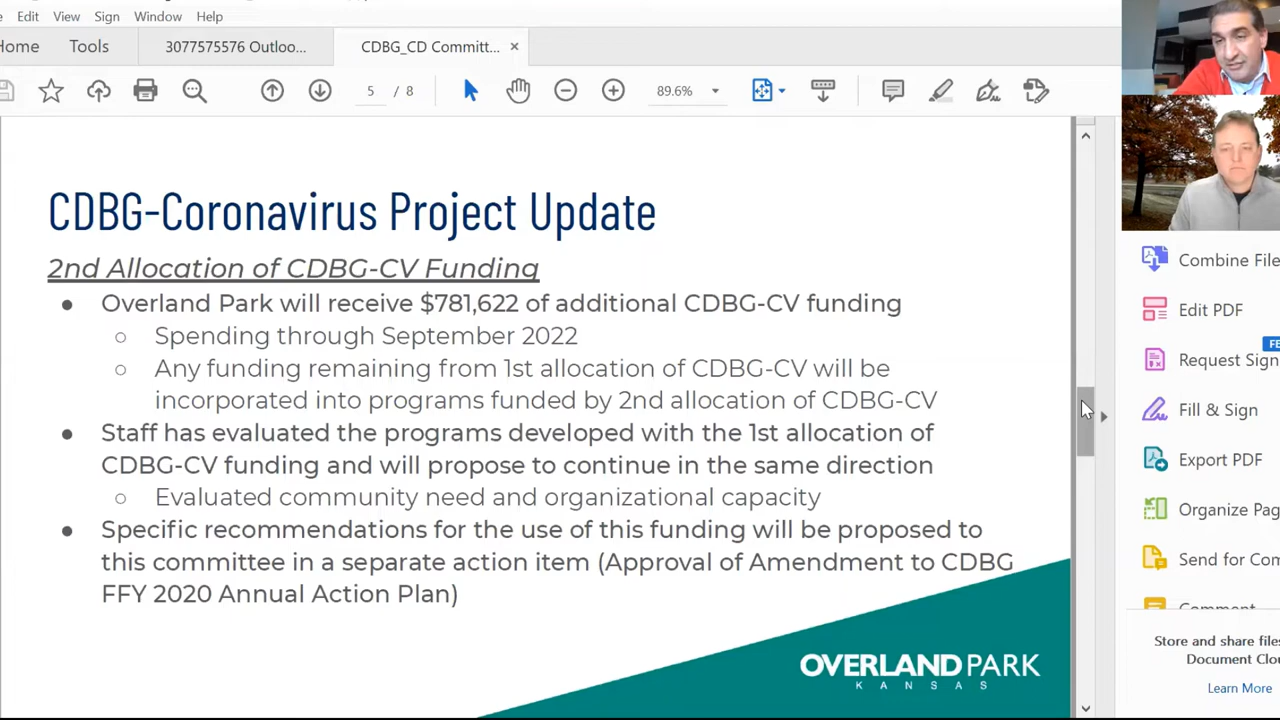 Edit View Sign Window Help
Home Tools 3077575576 Outloo... CDBG_CD Committ... ×
5 / 8 89.6%
CDBG-Coronavirus Project Update
2nd Allocation of CDBG-CV Funding
● Overland Park will receive $781,622 of additional CDBG-CV funding
○ Spending through September 2022
○ Any funding remaining from 1st allocation of CDBG-CV will be
incorporated into programs funded by 2nd allocation of CDBG-CV
● Staff has evaluated the programs developed with the 1st allocation of
CDBG-CV funding and will propose to continue in the same direction
○ Evaluated community need and organizational capacity
● Specific recommendations for the use of this funding will be proposed to
this committee in a separate action item (Approval of Amendment to CDBG
FFY 2020 Annual Action Plan)
OVERLAND PARK
KANSAS
Combine File
Edit PDF
FE
Request Sign
Fill & Sign
Export PDF
Organize Pag
Send for Com
Comment
Store and share files
Document Clou
Learn More